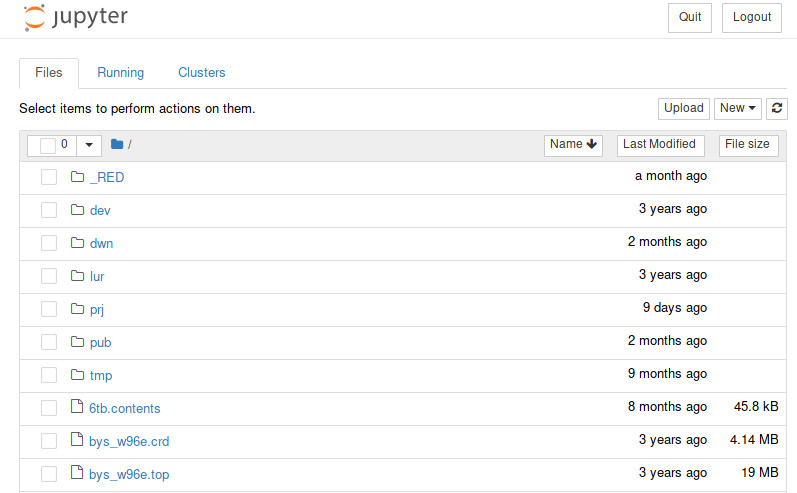 jupyter Quit Logout
Files Running Clusters
Select items to perform actions on them. Upload New
0 / Name Last Modified File size
_RED a month ago
dev 3 years ago
dwn 2 months ago
lur 3 years ago
prj 9 days ago
pub 2 months ago
tmp 9 months ago
6tb.contents 8 months ago 45.8 kB
bys_w96e.crd 3 years ago 4.14 MB
bys_w96e.top 3 years ago 19 MB